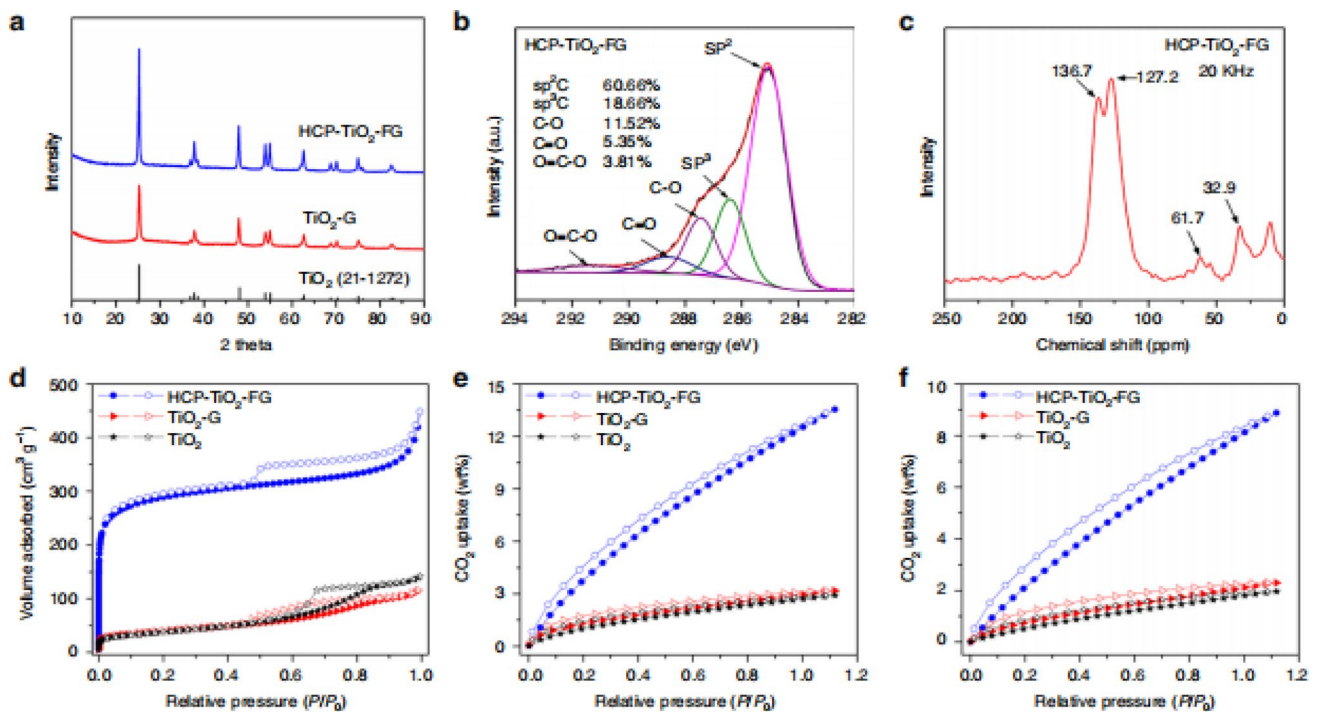 a
Intensity
HCP-TiO₂-FG
TiO₂-G
TiO₂ (21-1272)
10 20 30 40 50 60 70 80 90
2 theta
b
Intensity (a.u.)
HCP-TiO₂-FG
sp²C 60.66%
sp³C 18.66%
C-O 11.52%
C=O 5.35%
O=C-O 3.81%
SP²
SP³
C-O
C=O
O=C-O
294 292 290 288 286 284 282
Binding energy (eV)
c
Intensity
HCP-TiO₂-FG
20 KHz
136.7
127.2
61.7
32.9
250 200 150 100 50 0
Chemical shift (ppm)
d
Volume adsorbed (cm³ g⁻¹)
500
400
300
200
100
0
HCP-TiO₂-FG
TiO₂-G
TiO₂
0.0 0.2 0.4 0.6 0.8 1.0
Relative pressure (P/P₀)
e
CO₂ uptake (wt%)
15
12
9
6
3
0
HCP-TiO₂-FG
TiO₂-G
TiO₂
0.0 0.2 0.4 0.6 0.8 1.0 1.2
Relative pressure (P/P₀)
f
CO₂ uptake (wt%)
10
8
6
4
2
0
HCP-TiO₂-FG
TiO₂-G
TiO₂
0.0 0.2 0.4 0.6 0.8 1.0 1.2
Relative pressure (P/P₀)